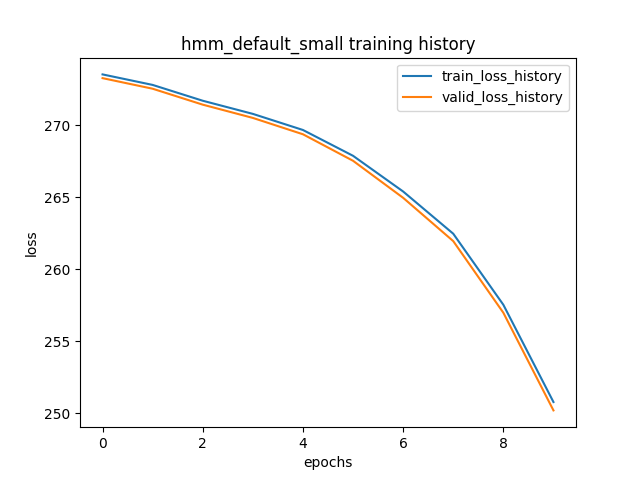 hmm_default_small training history
train_loss_history
valid_loss_history
loss
270
265
260
255
250
0 2 4 6 8
epochs